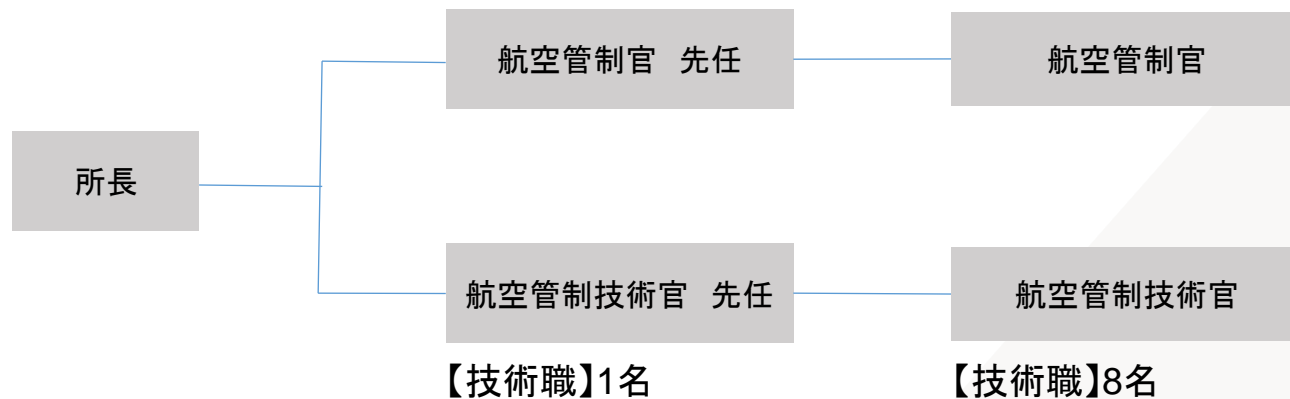 航空管制官　先任
航空管制官
所長
航空管制技術官　先任
航空管制技術官
【技術職】1名
【技術職】8名